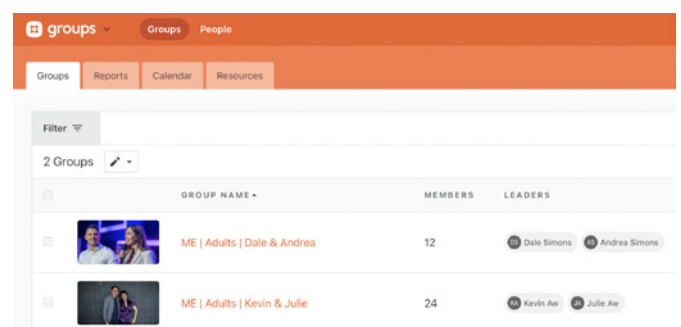 groups Groups People
Groups Reports Calendar Resources
Filter
2 Groups
GROUP NAME MEMBERS LEADERS
ME | Adults | Dale & Andrea 12 DS Dale Simons AS Andrea Simons
ME | Adults | Kevin & Julie 24 KA Kevin Aw JA Julie Aw